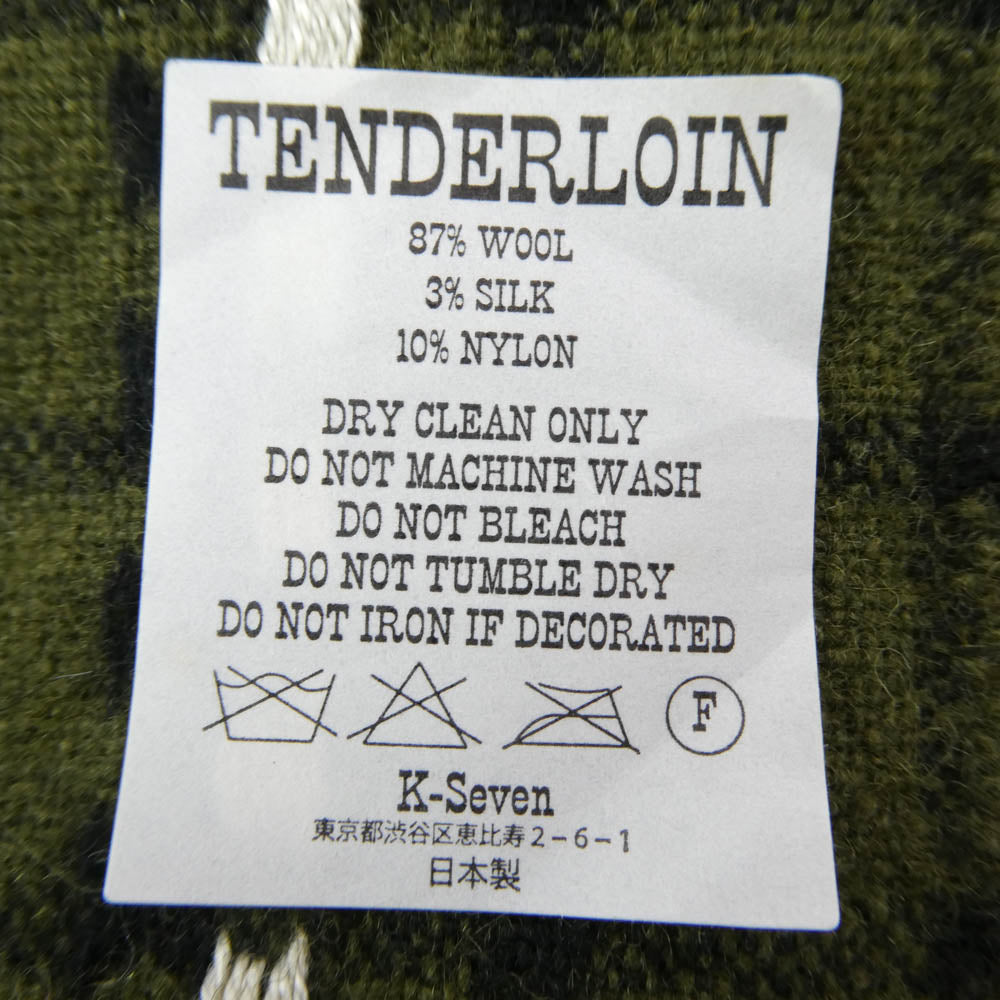 TENDERLOIN
87% WOOL
3% SILK
10% NYLON
DRY CLEAN ONLY
DO NOT MACHINE WASH
DO NOT BLEACH
DO NOT TUMBLE DRY
DO NOT IRON IF DECORATED
F
K-Seven
東京都渋谷区恵比寿2-6-1
日本製